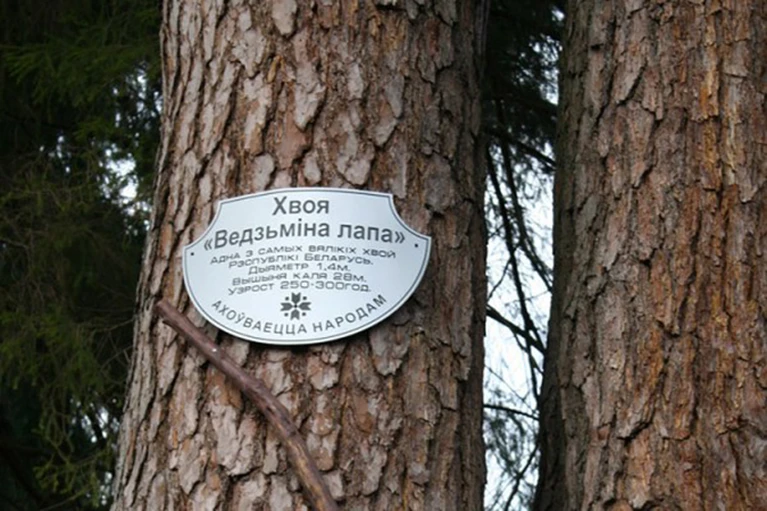 Хвоя
«Ведзьміна лапа»
Адна з самых вялікіх хвой
Рэспублікі Беларусь.
Дыяметр 1,4м.
Вышыня каля 28м.
Узрост 250-300год.
АХОЎВАЕЦЦА НАРОДАМ